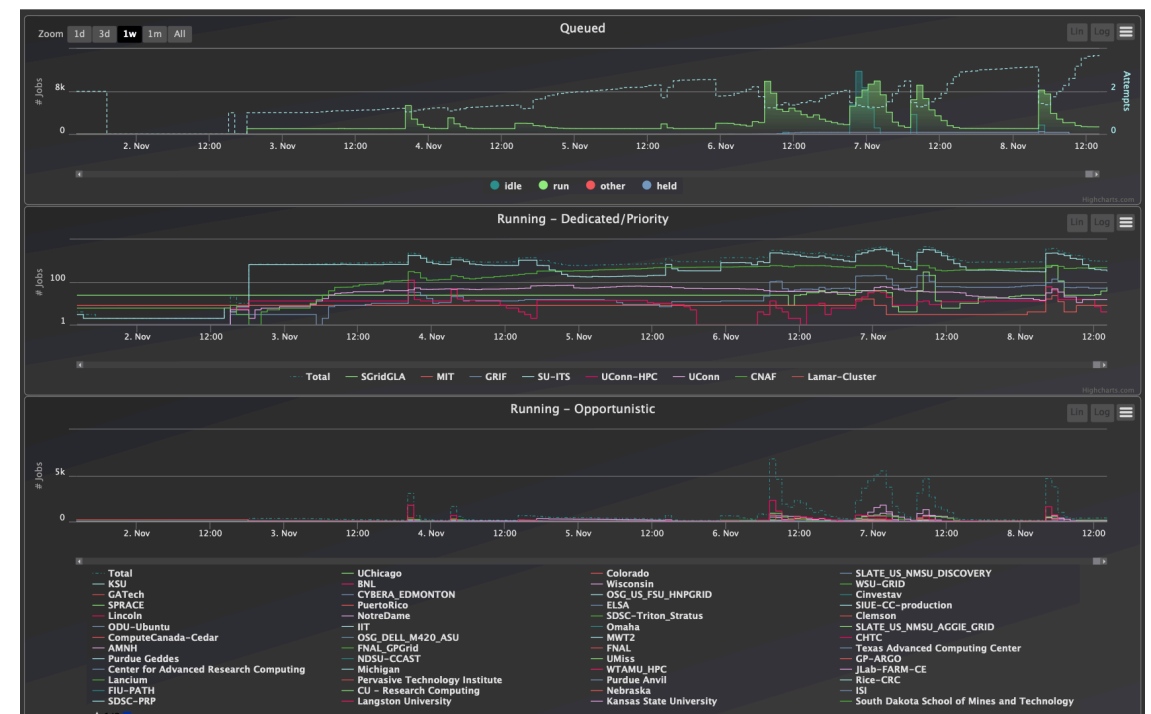 Queued
Zoom 1d 3d 1w 1m All
Lin Log
# Jobs
8k
0
Attempts
2
0
2. Nov 12:00 3. Nov 12:00 4. Nov 12:00 5. Nov 12:00 6. Nov 12:00 7. Nov 12:00 8. Nov 12:00
idle run other held
Highcharts.com
Running – Dedicated/Priority
Lin Log
# Jobs
100
1
2. Nov 12:00 3. Nov 12:00 4. Nov 12:00 5. Nov 12:00 6. Nov 12:00 7. Nov 12:00 8. Nov 12:00
Total SGridGLA MIT GRIF SU-ITS UConn-HPC UConn CNAF Lamar-Cluster
Highcharts.com
Running – Opportunistic
Lin Log
# Jobs
5k
0
2. Nov 12:00 3. Nov 12:00 4. Nov 12:00 5. Nov 12:00 6. Nov 12:00 7. Nov 12:00 8. Nov 12:00
Total UChicago Colorado SLATE_US_NMSU_DISCOVERY
KSU BNL Wisconsin WSU-GRID
GATech CYBERA_EDMONTON OSG_US_FSU_HNPGRID Cinvestav
SPRACE PuertoRico ELSA SIUE-CC-production
Lincoln NotreDame SDSC-Triton_Stratus Clemson
ODU-Ubuntu IIT Omaha SLATE_US_NMSU_AGGIE_GRID
ComputeCanada-Cedar OSG_DELL_M420_ASU MWT2 CHTC
AMNH FNAL_GPGrid FNAL Texas Advanced Computing Center
Purdue Geddes NDSU-CCAST UMiss GP-ARGO
Center for Advanced Research Computing Michigan WTAMU_HPC JLab-FARM-CE
Lancium Pervasive Technology Institute Purdue Anvil Rice-CRC
FIU-PATH CU - Research Computing Nebraska ISI
SDSC-PRP Langston University Kansas State University South Dakota School of Mines and Technology